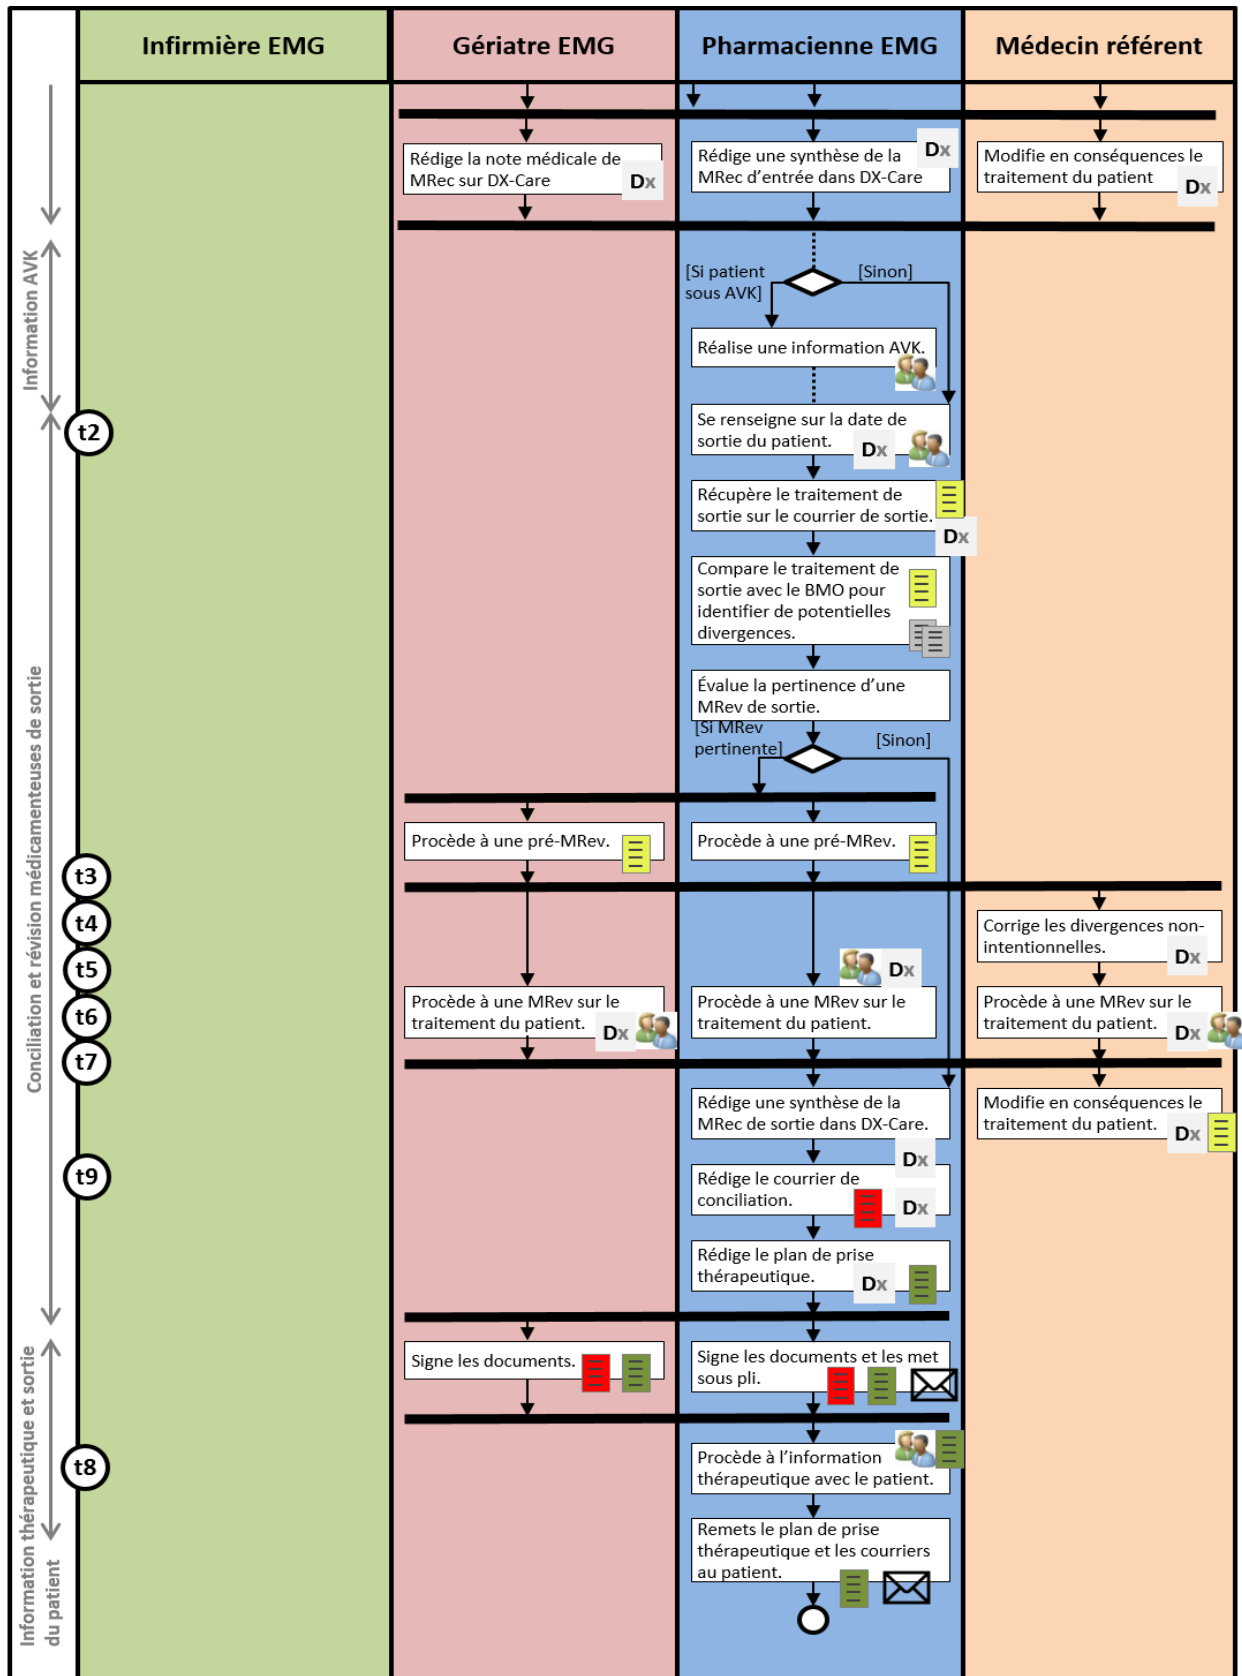 Infirmière EMG
Gériatre EMG
Pharmacienne EMG
Médecin référent
Rédige la note médicale de
MRec sur DX-Care
Dx
Rédige une synthèse de la
MRec d'entrée dans DX-Care
Dx
Modifie en conséquences le
traitement du patient
Dx
Information AVK
[Si patient
sous AVK]
[Sinon]
Réalise une information AVK.
Conciliation et révision médicamenteuses de sortie
t2
Se renseigne sur la date de
sortie du patient.
Dx
Récupère le traitement de
sortie sur le courrier de sortie.
Dx
Compare le traitement de
sortie avec le BMO pour
identifier de potentielles
divergences.
Évalue la pertinence d'une
MRev de sortie.
[Si MRev
pertinente]
[Sinon]
Procède à une pré-MRev.
Procède à une pré-MRev.
t3
t4
Corrige les divergences non-
intentionnelles.
Dx
t5
Dx
t6
Procède à une MRev sur le
traitement du patient.
Dx
Procède à une MRev sur le
traitement du patient.
Procède à une MRev sur le
traitement du patient.
Dx
t7
Rédige une synthèse de la
MRec de sortie dans DX-Care.
Dx
Modifie en conséquences le
traitement du patient.
Dx
t9
Rédige le courrier de
conciliation.
Dx
Rédige le plan de prise
thérapeutique.
Dx
Information thérapeutique et sortie
du patient
Signe les documents.
Signe les documents et les met
sous pli.
t8
Procède à l'information
thérapeutique avec le patient.
Remets le plan de prise
thérapeutique et les courriers
au patient.